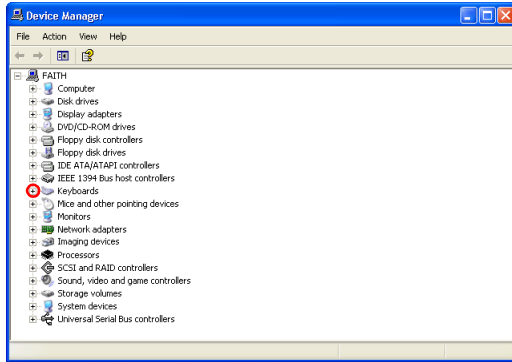 Device Manager
File Action View Help
FAITH
Computer
Disk drives
Display adapters
DVD/CD-ROM drives
Floppy disk controllers
Floppy disk drives
IDE ATA/ATAPI controllers
IEEE 1394 Bus host controllers
Keyboards
Mice and other pointing devices
Monitors
Network adapters
Imaging devices
Processors
SCSI and RAID controllers
Sound, video and game controllers
Storage volumes
System devices
Universal Serial Bus controllers